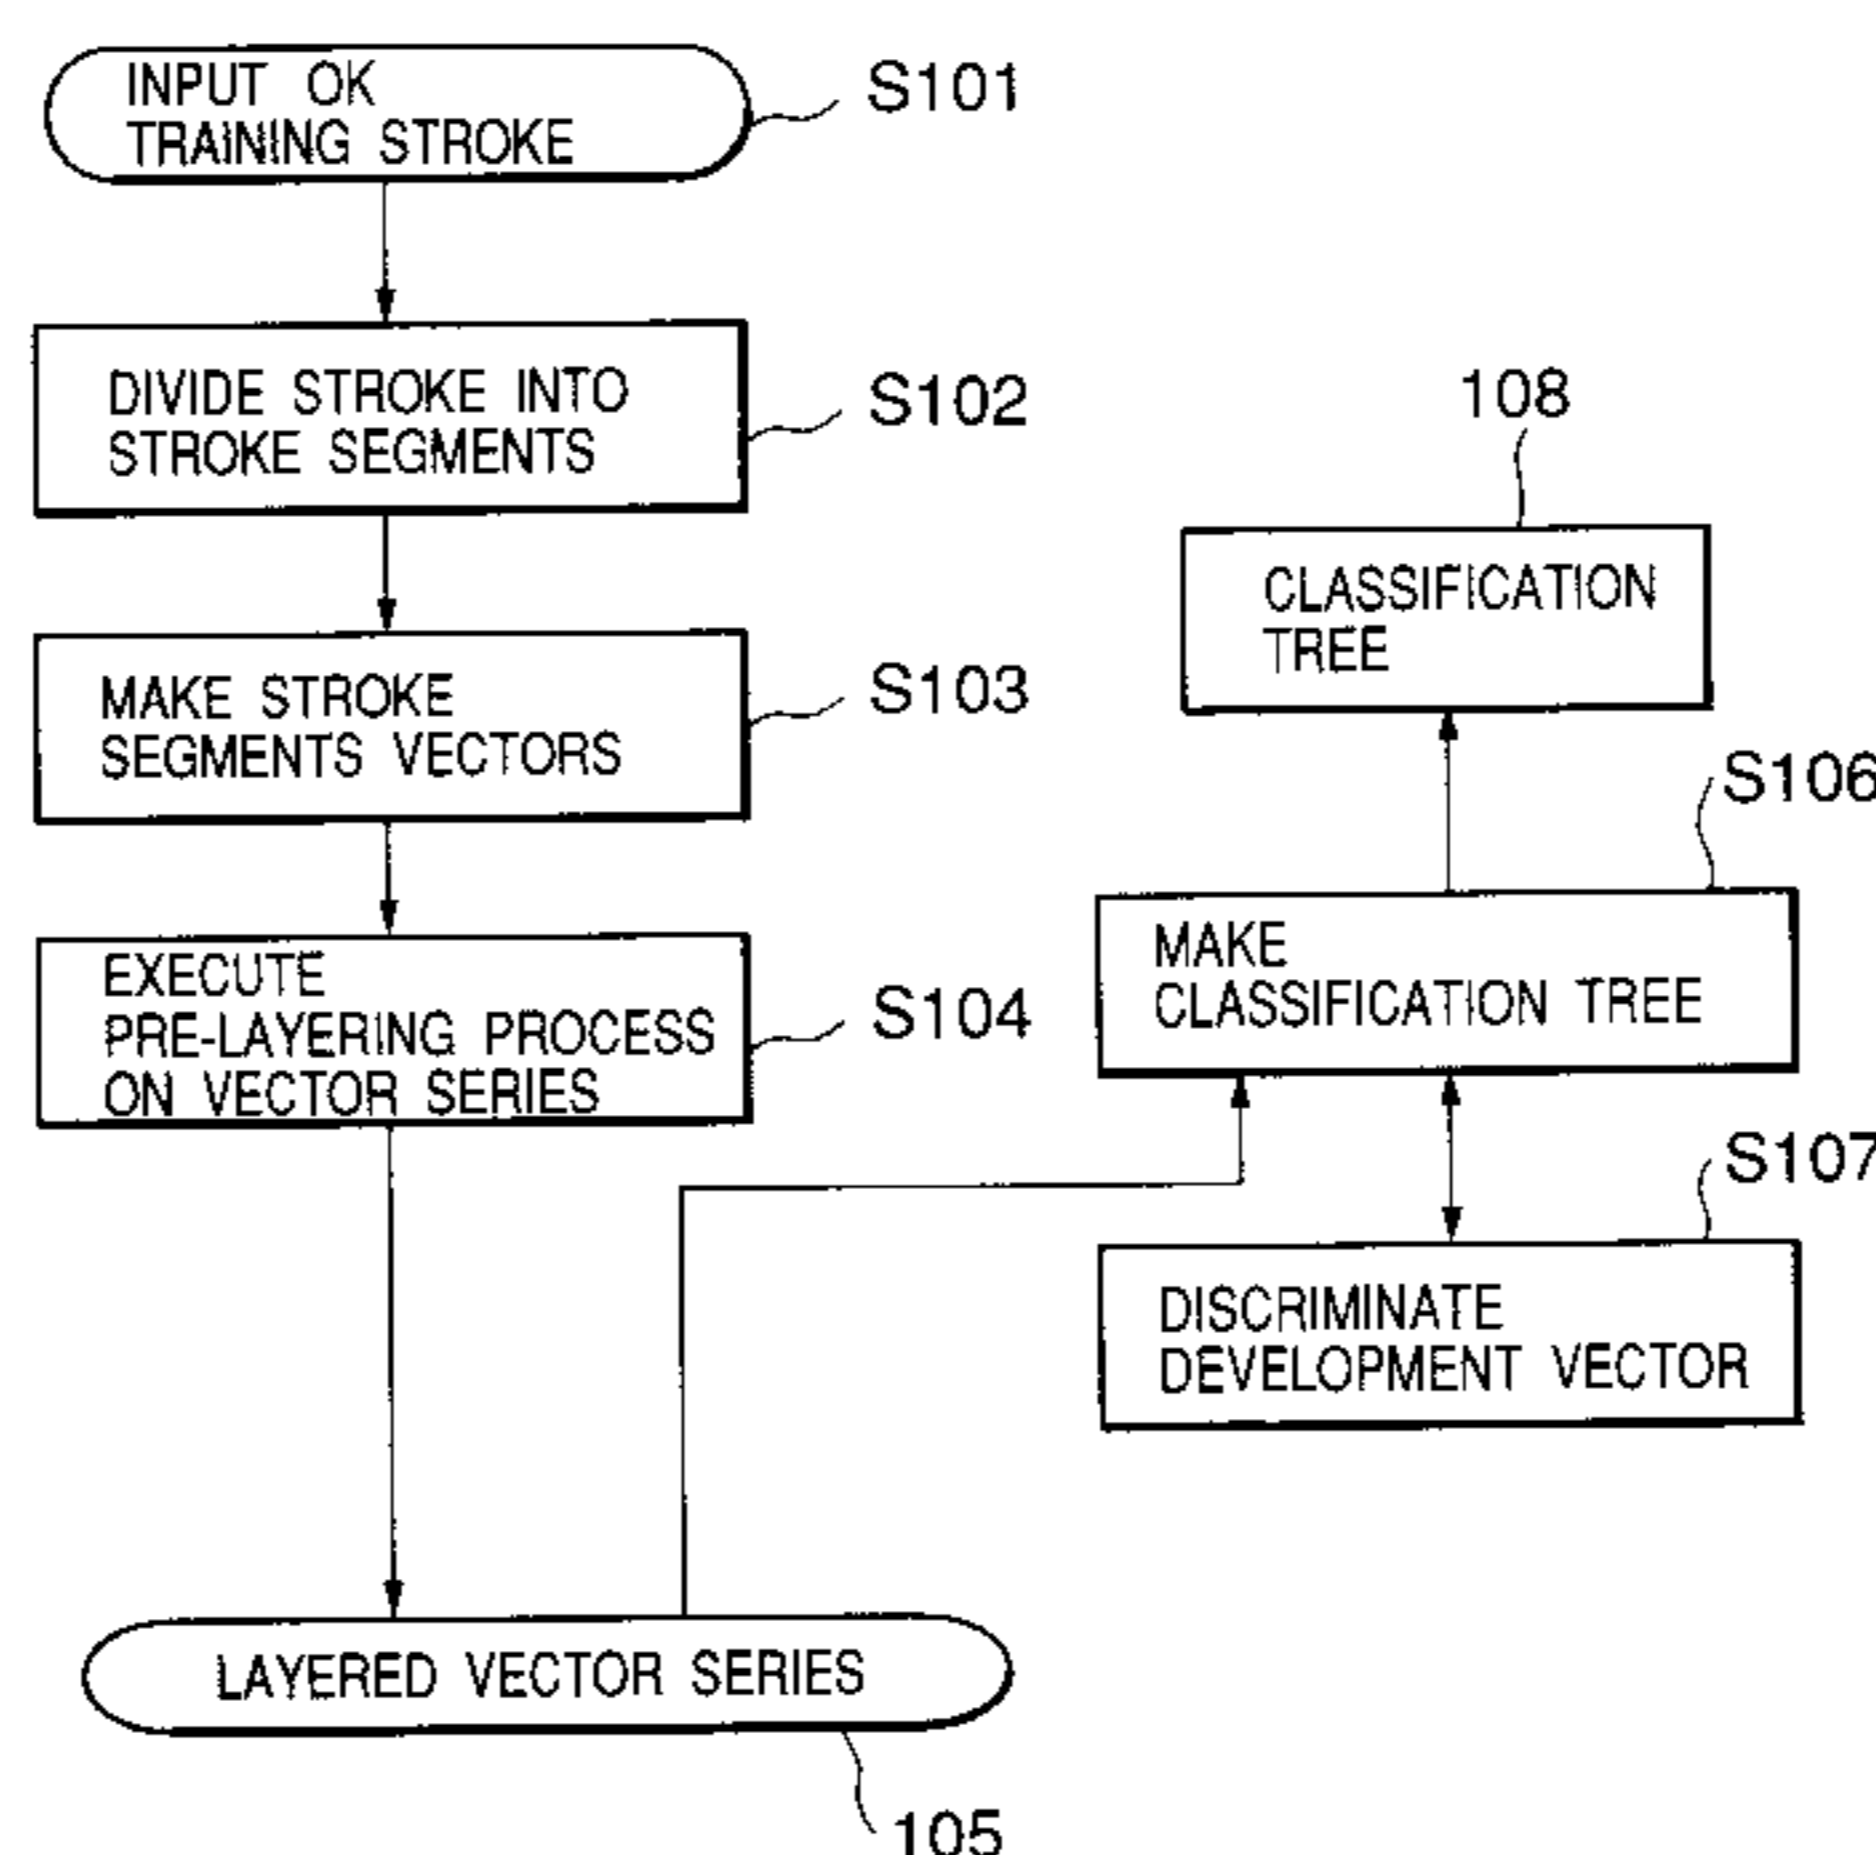 INPUT OK
TRAINING STROKE
S101
DIVIDE STROKE INTO
STROKE SEGMENTS
S102
MAKE STROKE
SEGMENTS VECTORS
S103
EXECUTE
PRE-LAYERING PROCESS
ON VECTOR SERIES
S104
LAYERED VECTOR SERIES
105
108
CLASSIFICATION
TREE
S106
MAKE
CLASSIFICATION TREE
S107
DISCRIMINATE
DEVELOPMENT VECTOR